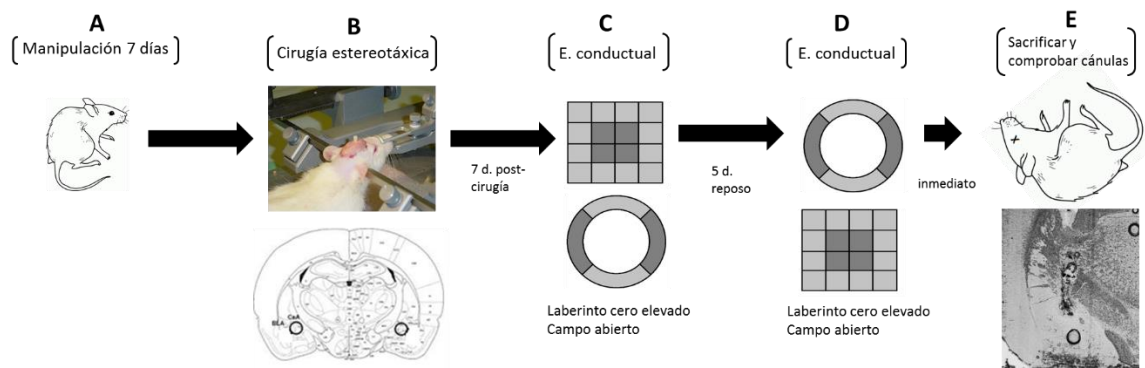 A
Manipulación 7 días
B
Cirugía estereotáxica
BLA
CeA
7 d. post-
cirugía
C
E. conductual
Laberinto cero elevado
Campo abierto
5 d.
reposo
D
E. conductual
Laberinto cero elevado
Campo abierto
inmediato
E
Sacrificar y
comprobar cánulas